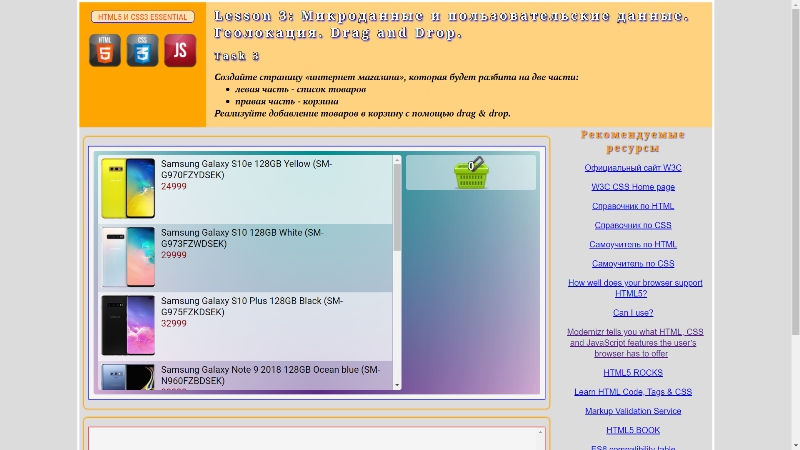 HTML5 И CSS3 ESSENTIAL
HTML
CSS
JS
Lesson 3: Микроданные и пользовательские данные.
Геолокация. Drag and Drop.
Task 3
Создайте страницу «интернет магазина», которая будет разбита на две части:
левая часть - список товаров
правая часть - корзина
Реализуйте добавление товаров в корзину с помощью drag & drop.
Samsung Galaxy S10e 128GB Yellow (SM-
G970FZYDSEK)
24999
Samsung Galaxy S10 128GB White (SM-
G973FZWDSEK)
29999
Samsung Galaxy S10 Plus 128GB Black (SM-
G975FZKDSEK)
32999
Samsung Galaxy Note 9 2018 128GB Ocean blue (SM-
N960FZBDSEK)
0
Рекомендуемые
ресурсы
Официальный сайт W3C
W3C CSS Home page
Справочник по HTML
Справочник по CSS
Самоучитель по HTML
Самоучитель по CSS
How well does your browser support
HTML5?
Can I use?
Modernizr tells you what HTML, CSS
and JavaScript features the user's
browser has to offer
HTML5 ROCKS
Learn HTML Code, Tags & CSS
Markup Validation Service
HTML5 BOOK
ES6 compatibility table